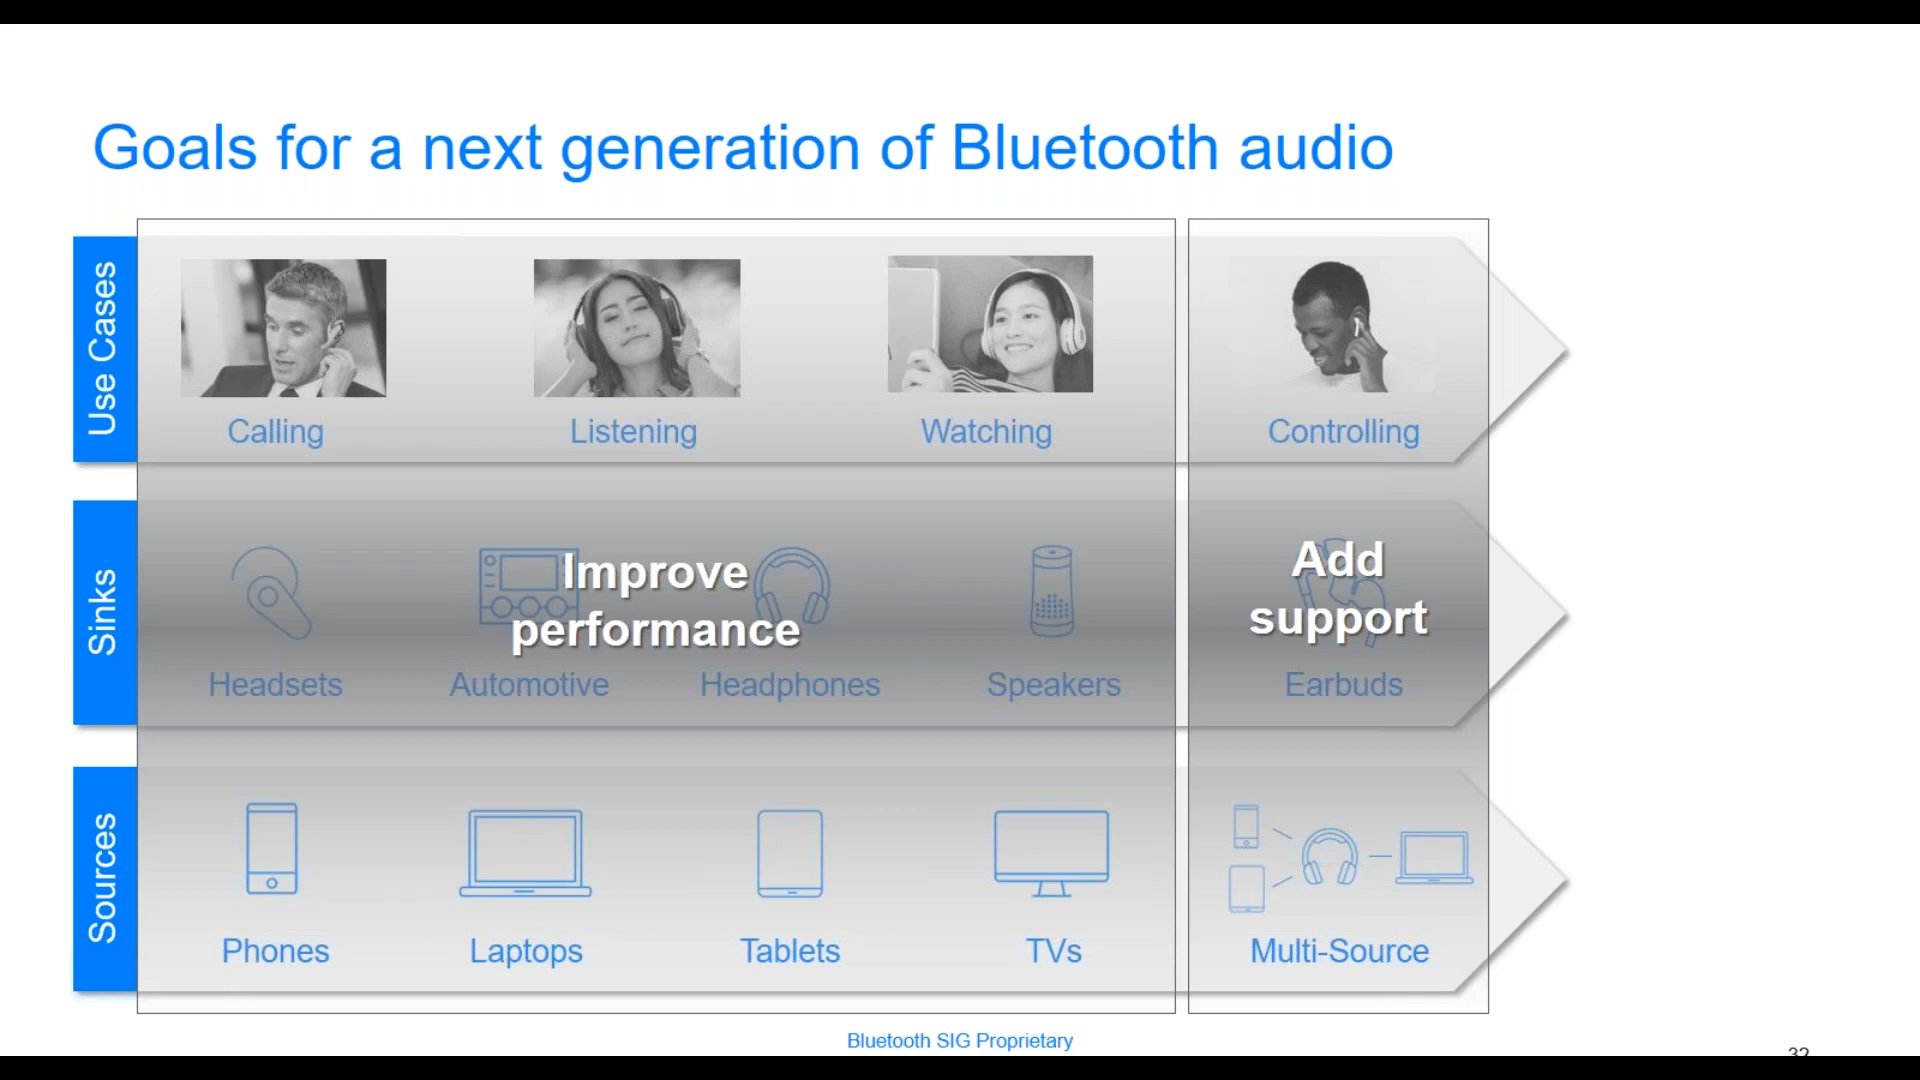 Goals for a next generation of Bluetooth audio
Use Cases
Calling
Listening
Watching
Controlling
Sinks
Improve
performance
Add
support
Headsets
Automotive
Headphones
Speakers
Earbuds
Sources
Phones
Laptops
Tablets
TVs
Multi-Source
Bluetooth SIG Proprietary
32